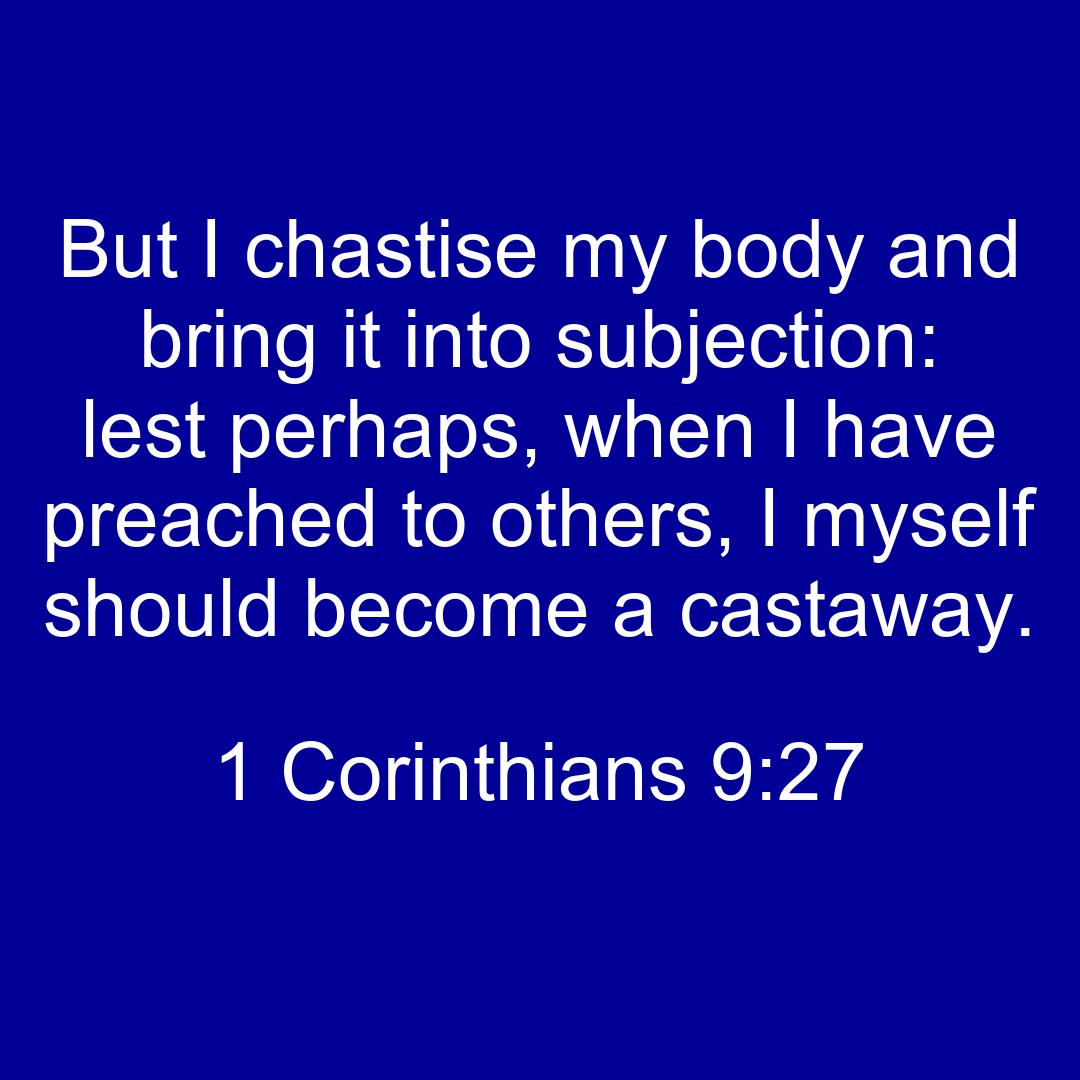 But I chastise my body and
bring it into subjection:
lest perhaps, when I have
preached to others, I myself
should become a castaway.
1 Corinthians 9:27